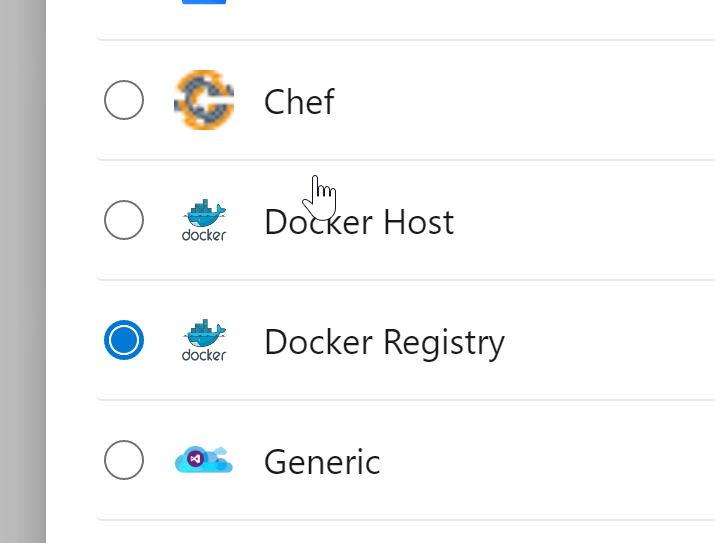 Chef
docker
Docker Host
docker
Docker Registry
Generic